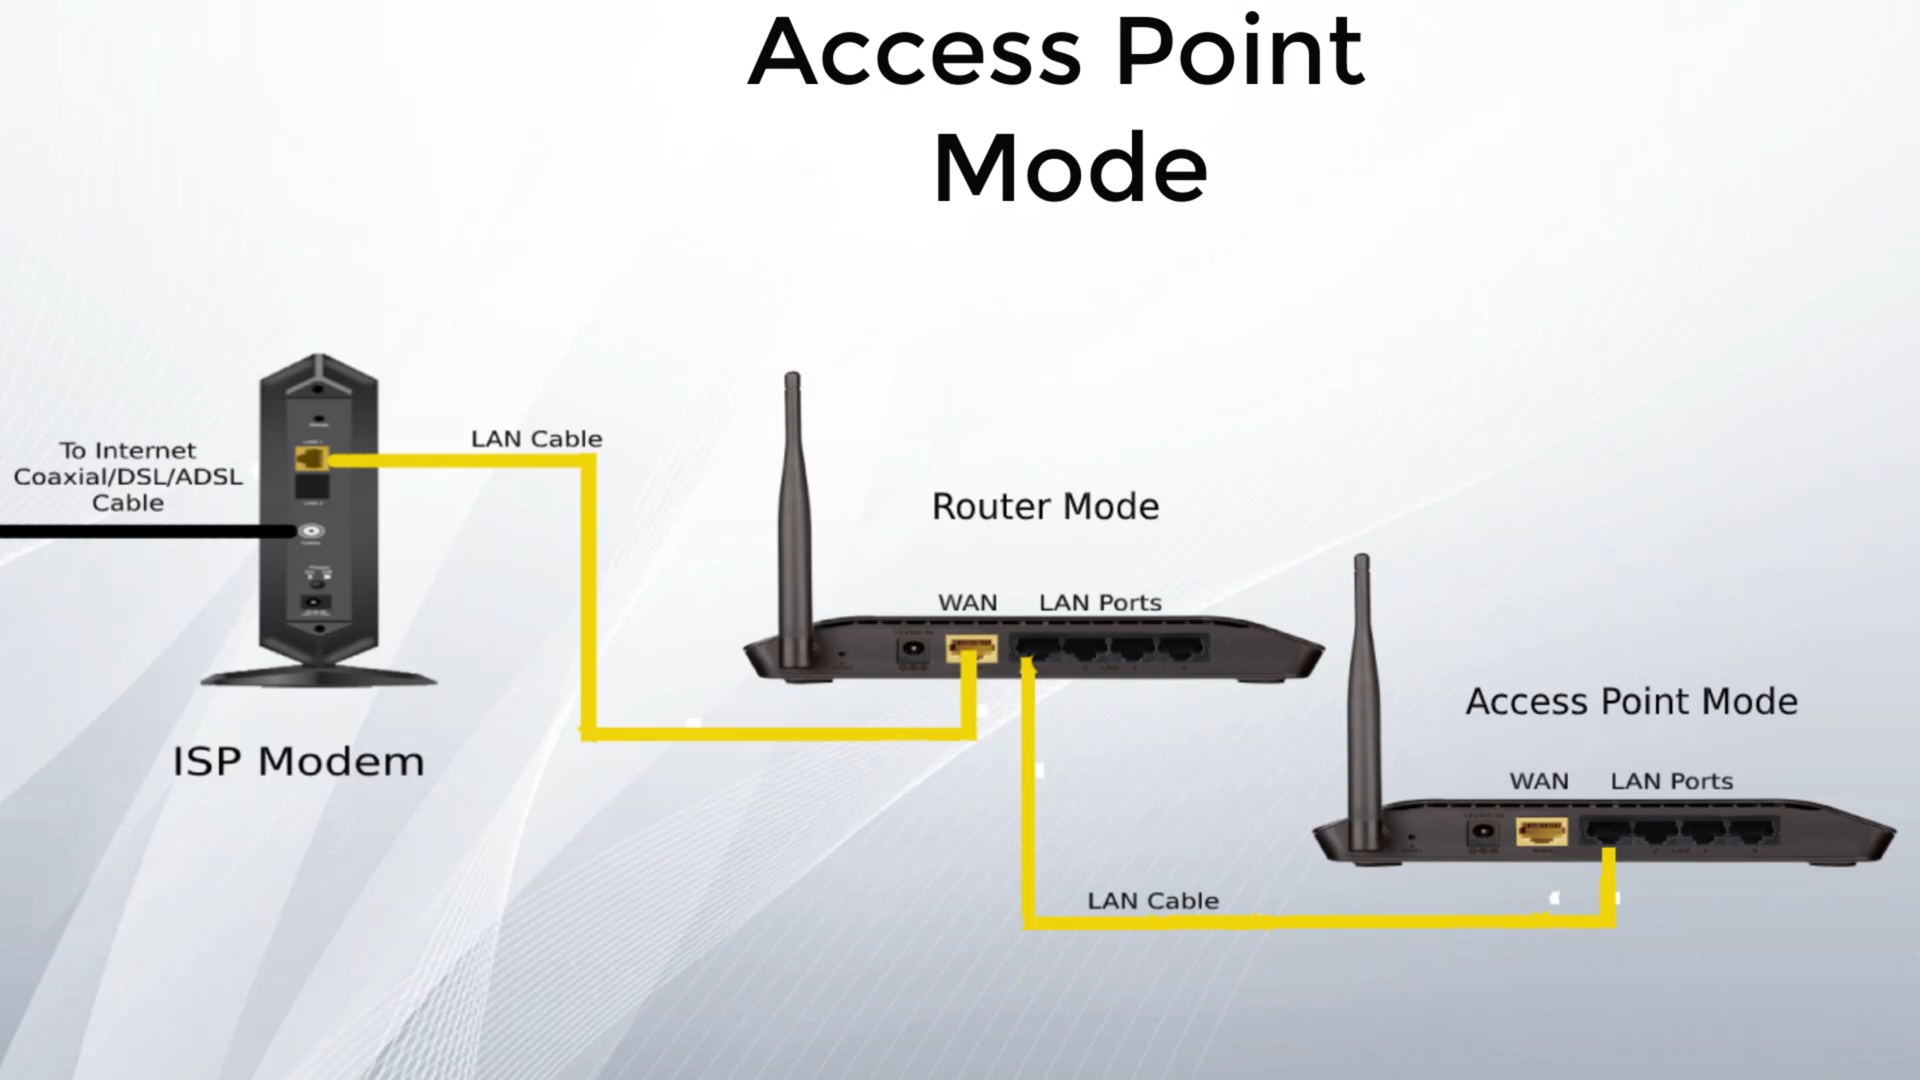 Access Point
Mode
To Internet
Coaxial/DSL/ADSL
Cable
LAN Cable
Router Mode
WAN LAN Ports
ISP Modem
Access Point Mode
WAN LAN Ports
LAN Cable